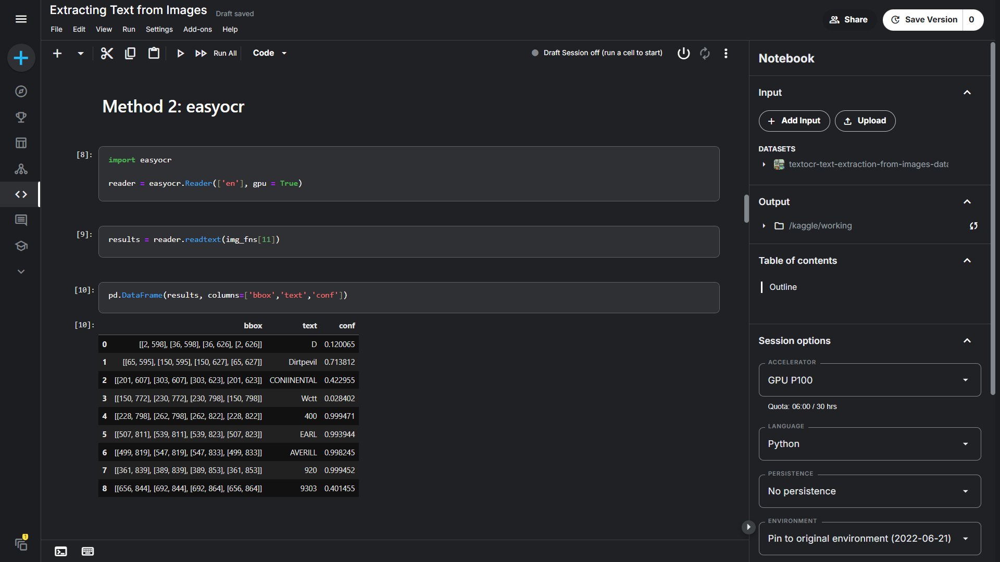 Extracting Text from Images Draft saved
File Edit View Run Settings Add-ons Help
Share Save Version 0
Run All Code Draft Session off (run a cell to start)
Method 2: easyocr
[8]: import easyocr
reader = easyocr.Reader(['en'], gpu = True)
[9]: results = reader.readtext(img_fns[11])
[10]: pd.DataFrame(results, columns=['bbox','text','conf'])
[10]: bbox text conf
0 [[2, 598], [36, 598], [36, 626], [2, 626]] D 0.120065
1 [[65, 595], [150, 595], [150, 627], [65, 627]] Dirtpevil 0.713812
2 [[201, 607], [303, 607], [303, 623], [201, 623]] CONIINENTAL 0.422955
3 [[150, 772], [230, 772], [230, 798], [150, 798]] Wctt 0.028402
4 [[228, 798], [262, 798], [262, 822], [228, 822]] 400 0.999471
5 [[507, 811], [539, 811], [539, 823], [507, 823]] EARL 0.993944
6 [[499, 819], [547, 819], [547, 833], [499, 833]] AVERILL 0.998245
7 [[361, 839], [389, 839], [389, 853], [361, 853]] 920 0.999452
8 [[656, 844], [692, 844], [692, 864], [656, 864]] 9303 0.401455
Notebook
Input
Add Input Upload
DATASETS
textocr-text-extraction-from-images-data
Output
/kaggle/working
Table of contents
Outline
Session options
ACCELERATOR
GPU P100
Quota: 06:00 / 30 hrs
LANGUAGE
Python
PERSISTENCE
No persistence
ENVIRONMENT
Pin to original environment (2022-06-21)
1